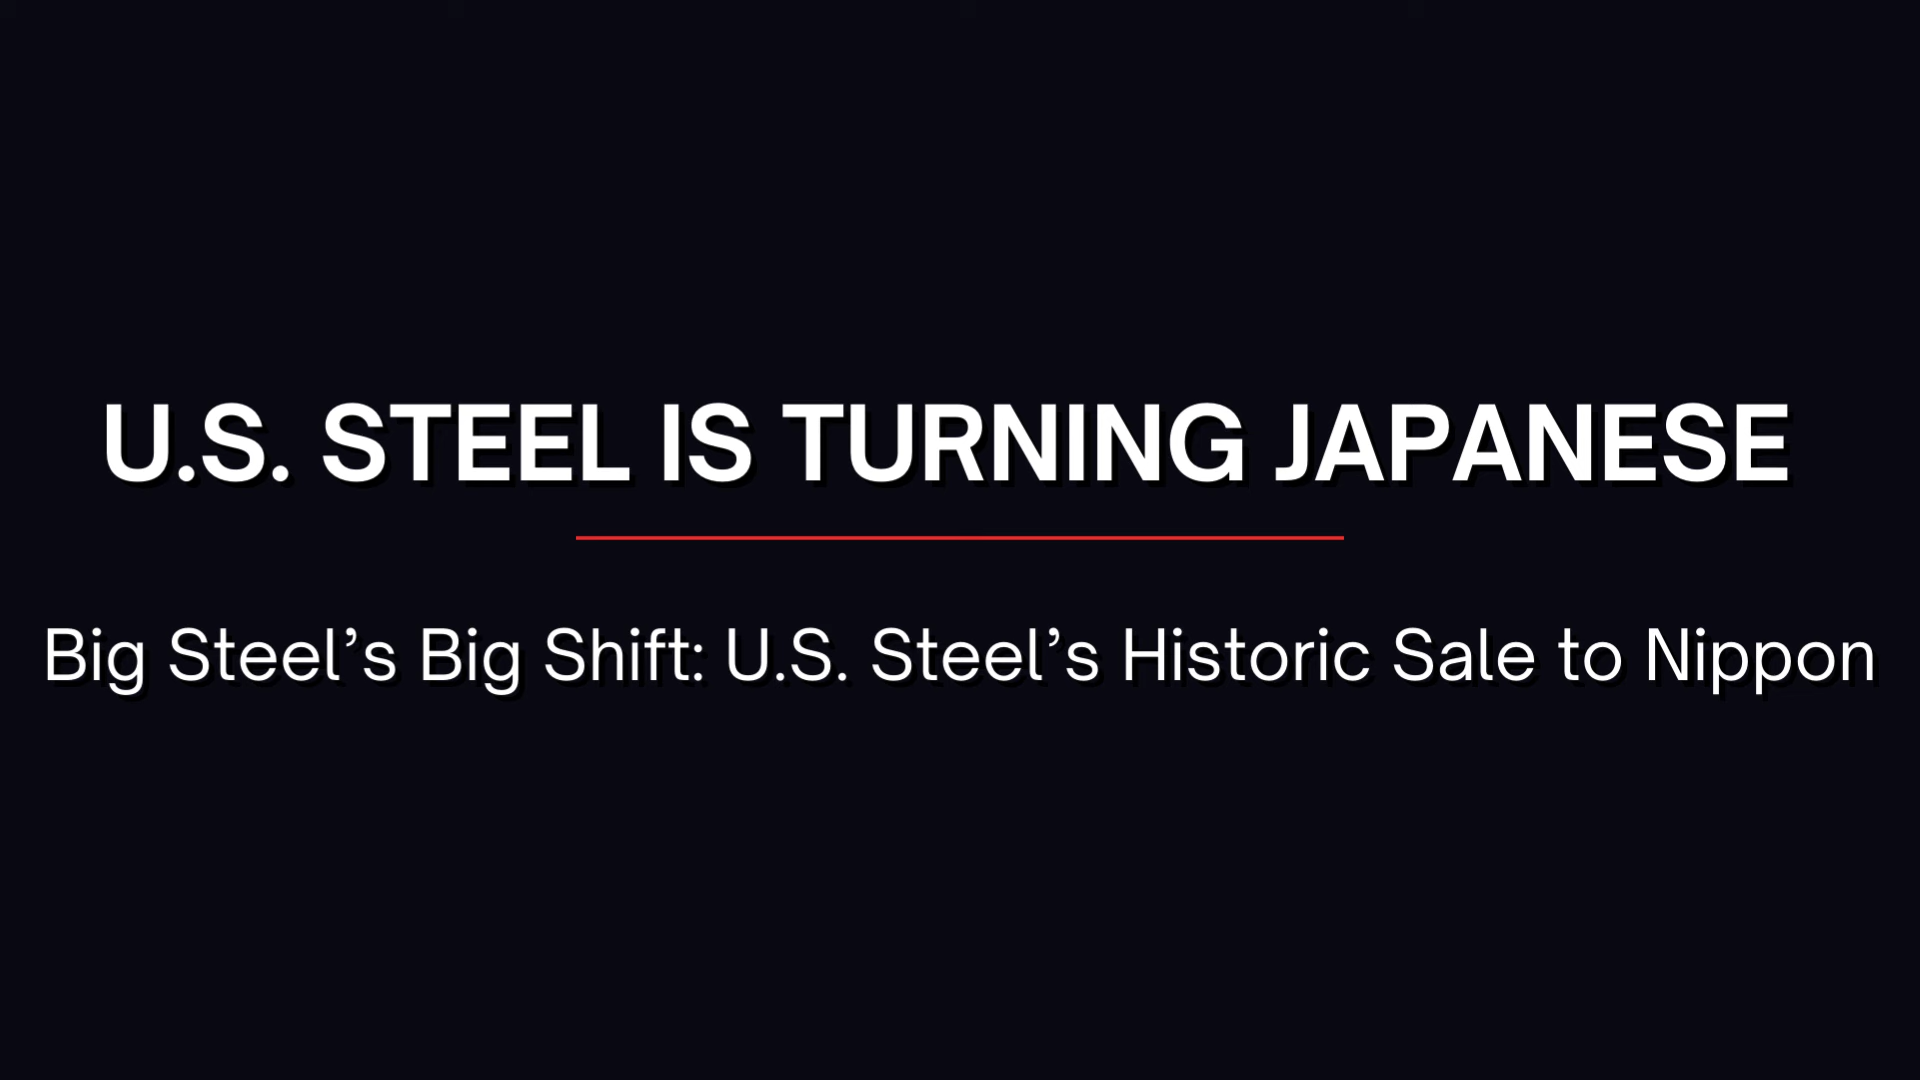 U.S. STEEL IS TURNING JAPANESE
Big Steel’s Big Shift: U.S. Steel’s Historic Sale to Nippon